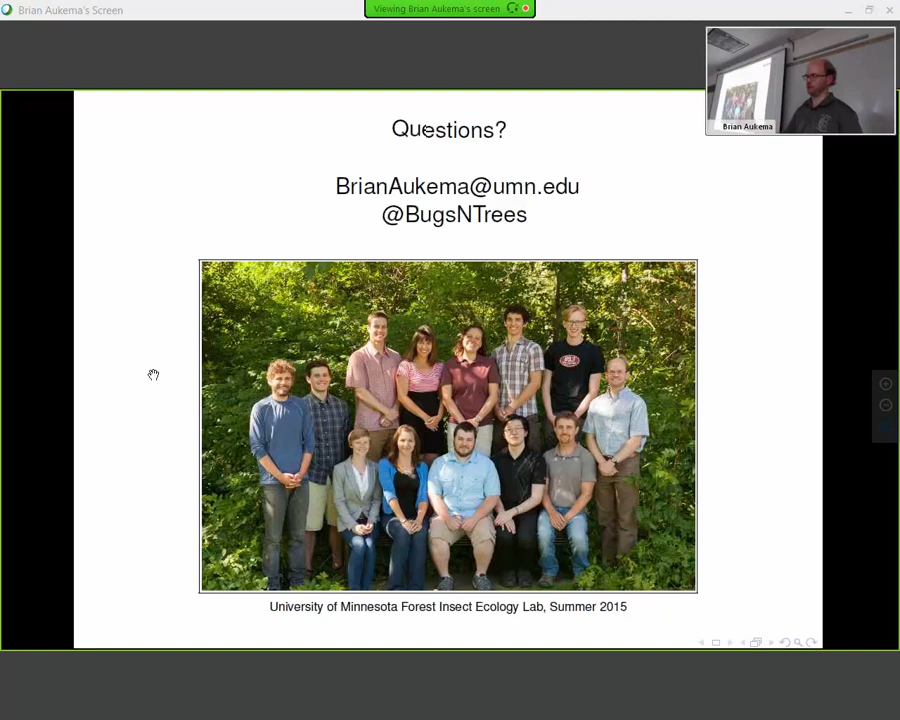 Brian Aukema's Screen
Viewing Brian Aukema's screen
Brian Aukema
Questions?
BrianAukema@umn.edu
@BugsNTrees
University of Minnesota Forest Insect Ecology Lab, Summer 2015